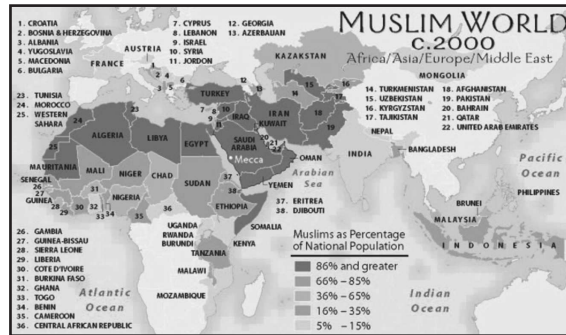 MUSLIM WORLD
c.2000
Africa/Asia/Europe/Middle East
1. CROATIA
2. BOSNIA & HERZEGOVINA
3. ALBANIA
4. YUGOSLAVIA
5. MACEDONIA
6. BULGARIA
7. CYPRUS
8. LEBANON
9. ISRAEL
10. SYRIA
11. JORDON
12. GEORGIA
13. AZERBAIJAN
14. TURKMENISTAN
15. UZBEKISTAN
16. KYRGYZSTAN
17. TAJIKISTAN
18. AFGHANISTAN
19. PAKISTAN
20. BAHRAIN
21. QATAR
22. UNITED ARAB EMIRATES
23. TUNISIA
24. MOROCCO
25. WESTERN
SAHARA
AUSTRIA
FRANCE
KAZAKSTAN
MONGOLIA
CHINA
TURKEY
IRAN
IRAQ
KUWAIT
SAUDI
ARABIA
Mecca
OMAN
YEMEN
Arabian
Sea
NEPAL
INDIA
BANGLADESH
Pacific
Ocean
PHILIPPINES
BRUNEI
MALAYSIA
INDONESIA
ALGERIA
LIBYA
EGYPT
MAURITANIA
MALI
NIGER
CHAD
SUDAN
SENEGAL
GUINEA
NIGERIA
ETHIOPIA
SOMALIA
KENYA
UGANDA
RWANDA
BURUNDI
TANZANIA
MALAWI
MOZAMBIQUE
Atlantic
Ocean
Indian
Ocean
26. GAMBIA
27. GUINEA-BISSAU
28. SIERRA LEONE
29. LIBERIA
30. COTE D'IVOIRE
31. BURKINA FASO
32. GHANA
33. TOGO
34. BENIN
35. CAMEROON
36. CENTRAL AFRICAN REPUBLIC
37. ERITREA
38. DJIBOUTI
Muslims as Percentage
of National Population
86% and greater
66% – 85%
36% – 65%
16% – 35%
5% – 15%